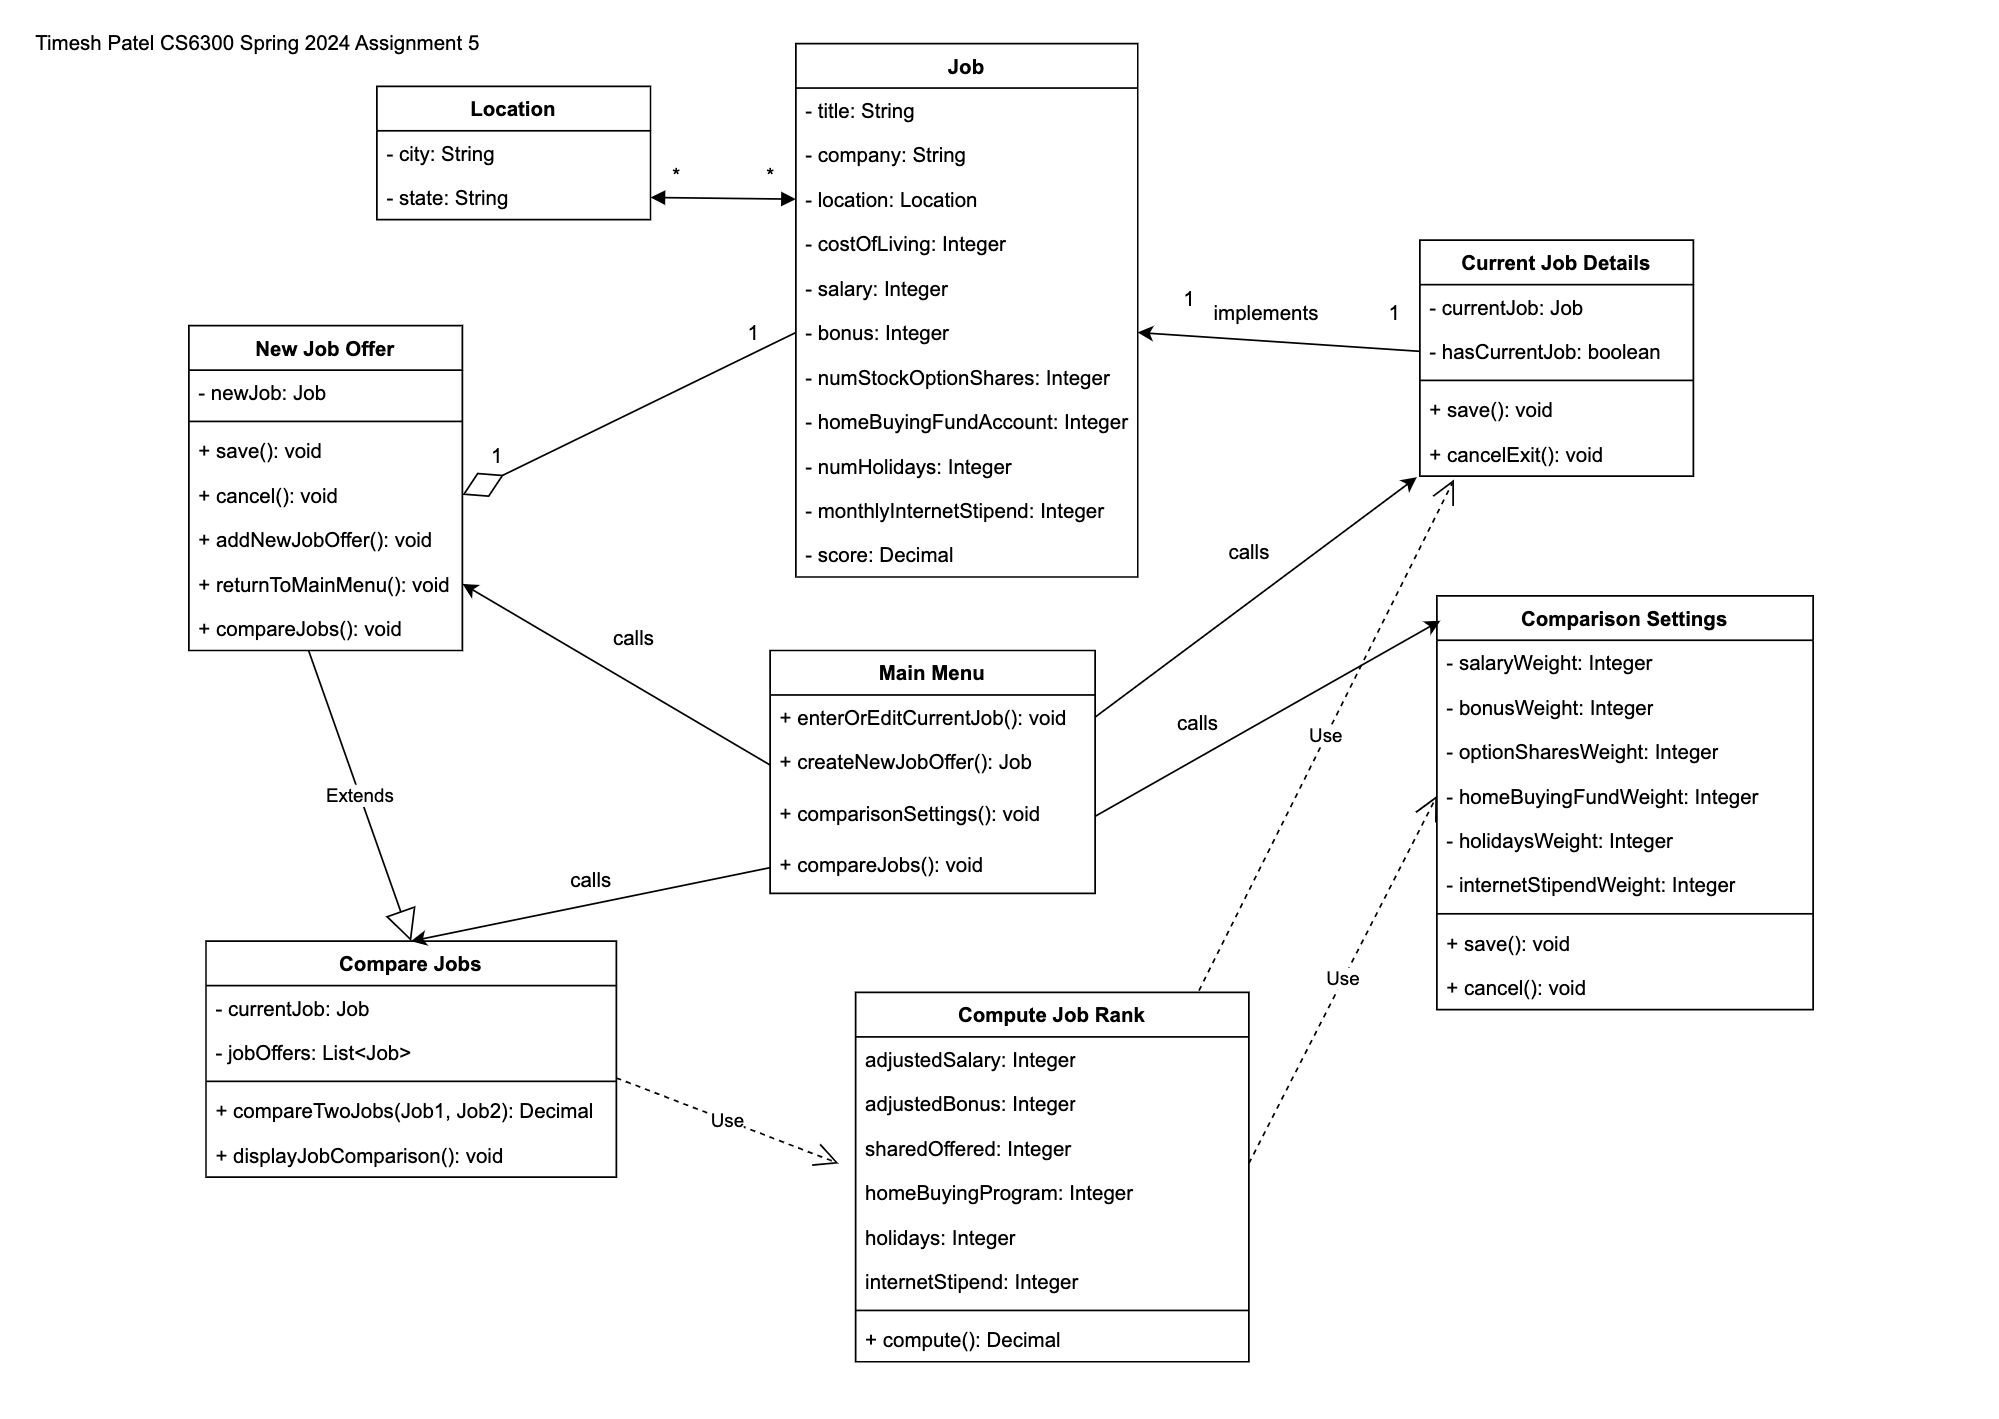 Timesh Patel CS6300 Spring 2024 Assignment 5
Location
- city: String
- state: String
*
*
Job
- title: String
- company: String
- location: Location
- costOfLiving: Integer
- salary: Integer
- bonus: Integer
- numStockOptionShares: Integer
- homeBuyingFundAccount: Integer
- numHolidays: Integer
- monthlyInternetStipend: Integer
- score: Decimal
1
implements
1
Current Job Details
- currentJob: Job
- hasCurrentJob: boolean
+ save(): void
+ cancelExit(): void
New Job Offer
- newJob: Job
+ save(): void
+ cancel(): void
+ addNewJobOffer(): void
+ returnToMainMenu(): void
+ compareJobs(): void
1
1
calls
calls
calls
calls
Main Menu
+ enterOrEditCurrentJob(): void
+ createNewJobOffer(): Job
+ comparisonSettings(): void
+ compareJobs(): void
Comparison Settings
- salaryWeight: Integer
- bonusWeight: Integer
- optionSharesWeight: Integer
- homeBuyingFundWeight: Integer
- holidaysWeight: Integer
- internetStipendWeight: Integer
+ save(): void
+ cancel(): void
Use
Extends
Use
Compare Jobs
- currentJob: Job
- jobOffers: List<Job>
+ compareTwoJobs(Job1, Job2): Decimal
+ displayJobComparison(): void
Use
Compute Job Rank
adjustedSalary: Integer
adjustedBonus: Integer
sharedOffered: Integer
homeBuyingProgram: Integer
holidays: Integer
internetStipend: Integer
+ compute(): Decimal